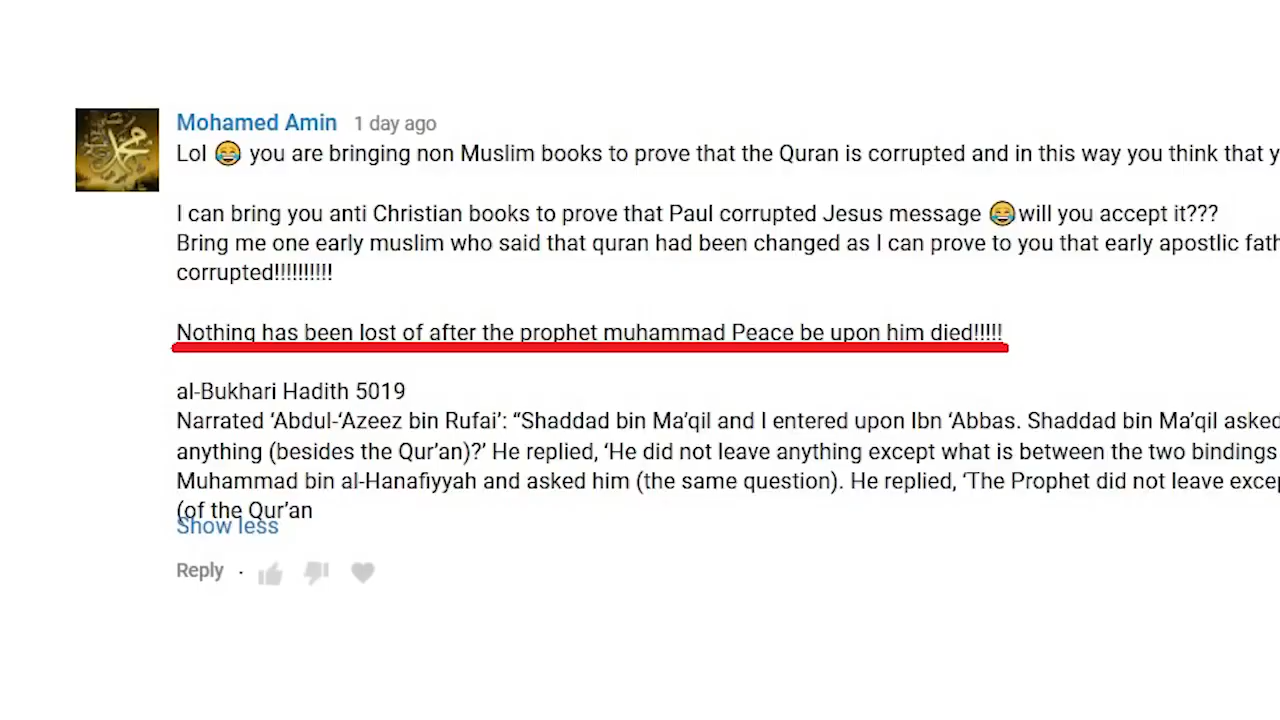 Mohamed Amin 1 day ago
Lol 😂 you are bringing non Muslim books to prove that the Quran is corrupted and in this way you think that
I can bring you anti Christian books to prove that Paul corrupted Jesus message 😂will you accept it???
Bring me one early muslim who said that quran had been changed as I can prove to you that early apostlic
corrupted!!!!!!!!!!
Nothing has been lost of after the prophet muhammad Peace be upon him died!!!!!
al-Bukhari Hadith 5019
Narrated ‘Abdul-‘Azeez bin Rufai’: “Shaddad bin Ma’qil and I entered upon Ibn ‘Abbas. Shaddad bin Ma’qil asked
anything (besides the Qur’an)?’ He replied, ‘He did not leave anything except what is between the two bindings
Muhammad bin al-Hanafiyyah and asked him (the same question). He replied, ‘The Prophet did not leave
(of the Qur’an
Show less
Reply ·